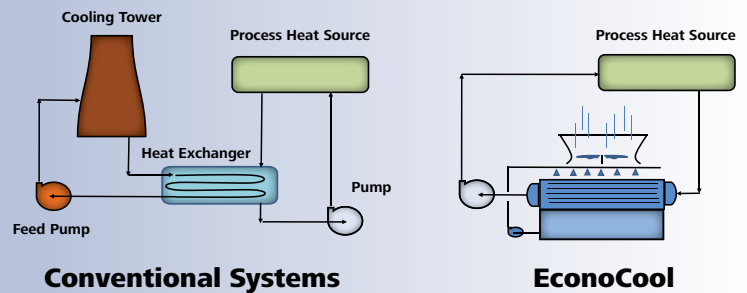 Cooling Tower
Process Heat Source
Process Heat Source
Heat Exchanger
Pump
Feed Pump
Conventional Systems
EconoCool